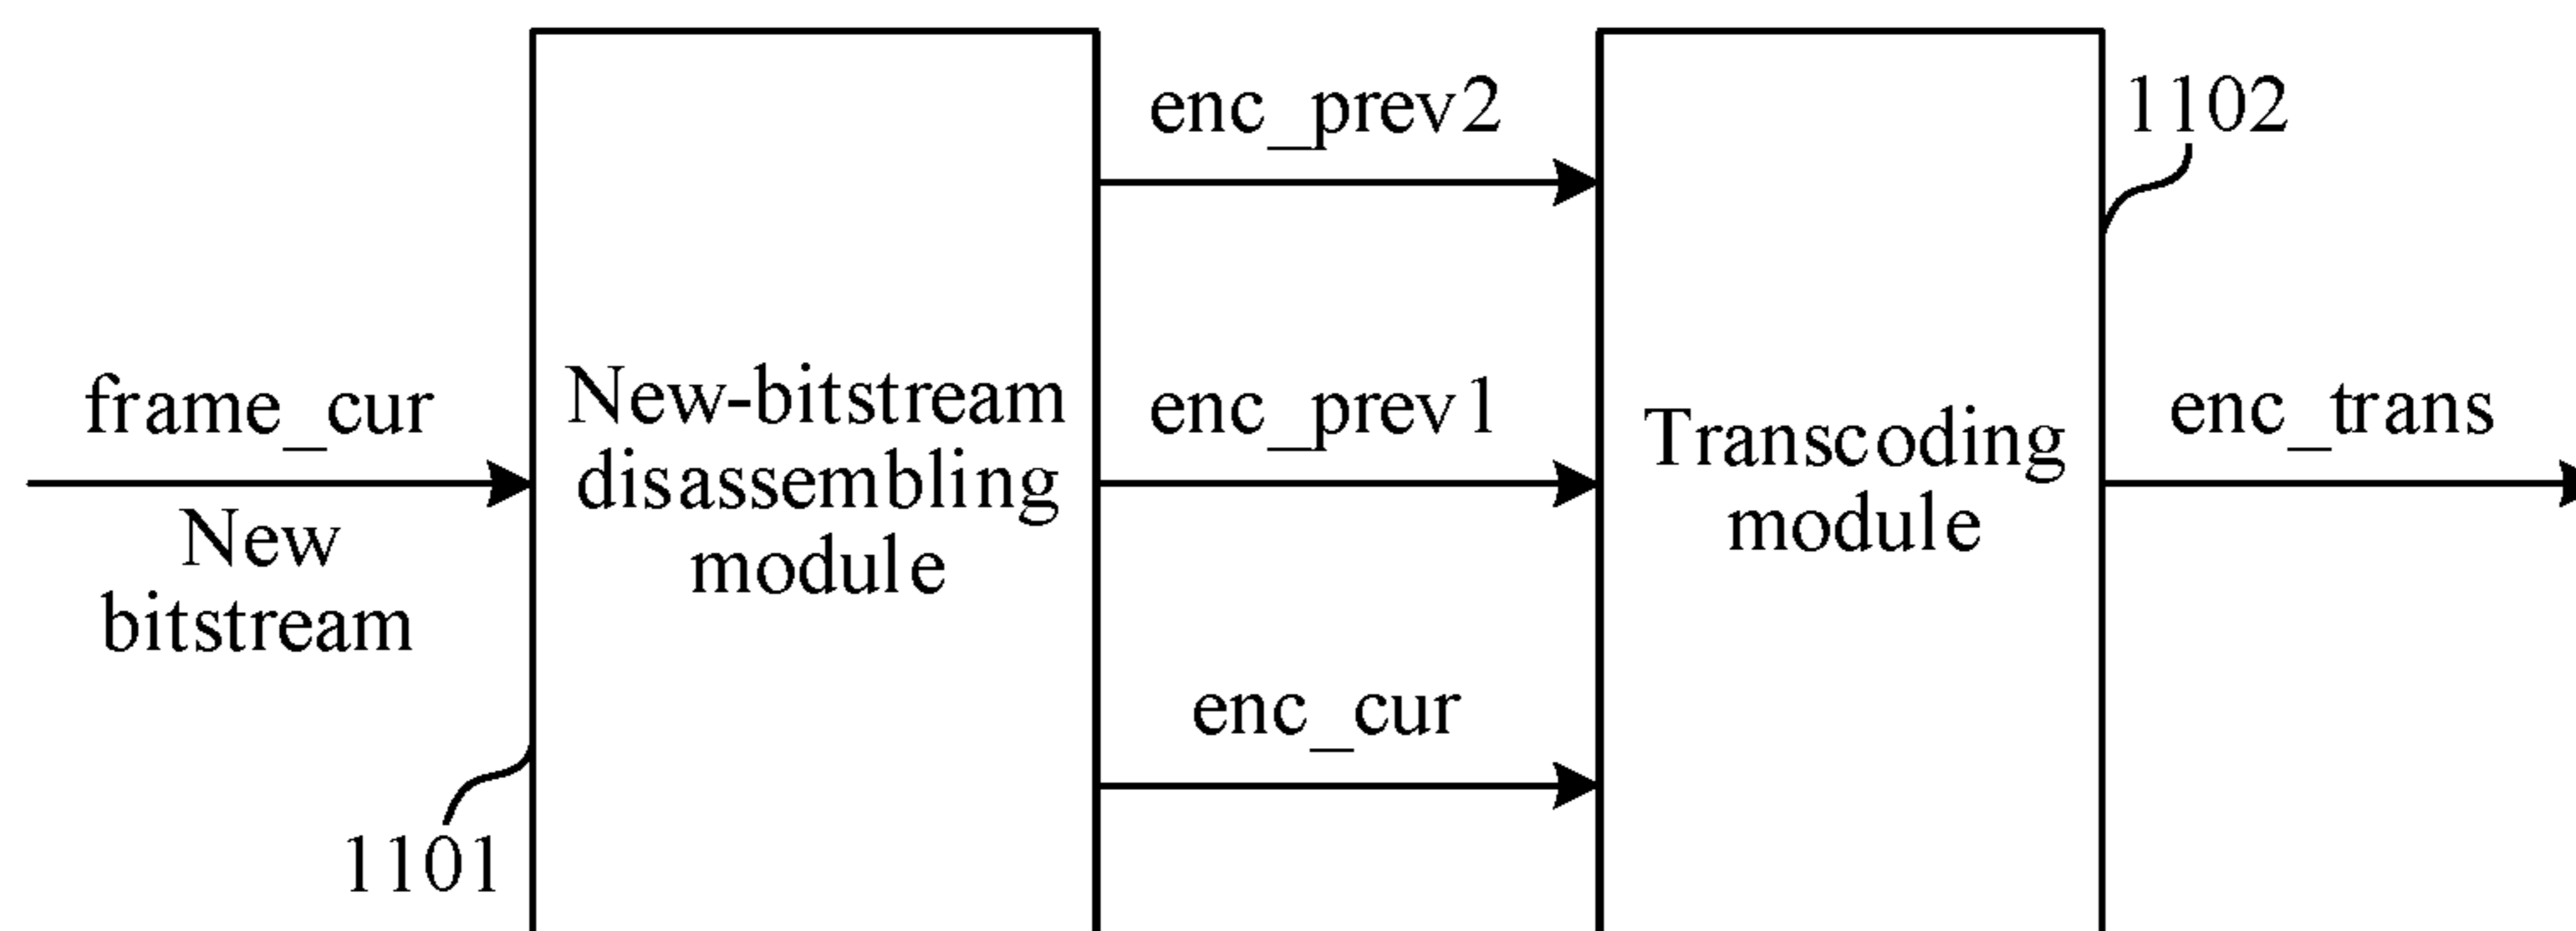 enc_prev2
1102
frame_cur
New
bitstream
New-bitstream
disassembling
module
enc_prev1
Transcoding
module
enc_trans
enc_cur
1101